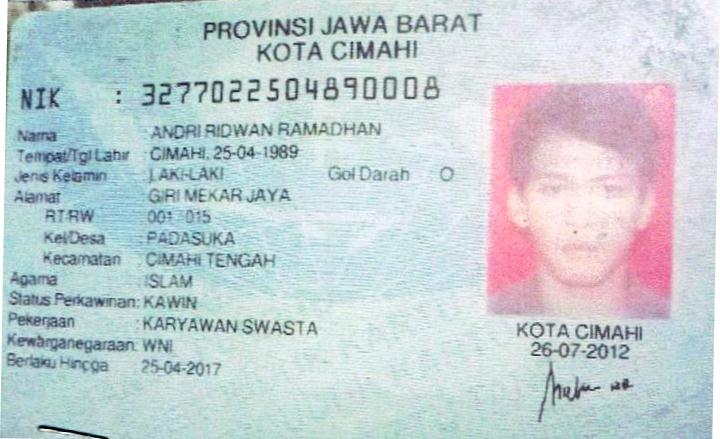 PROVINSI JAWA BARAT
KOTA CIMAHI
NIK : 3277022504890008
Nama : ANDRI RIDWAN RAMADHAN
Tempat/Tgl Lahir : CIMAHI, 25-04-1989
Jenis Kelamin : LAKI-LAKI Gol Darah O
Alamat : GIRI MEKAR JAYA
RT/RW : 001 / 015
Kel/Desa : PADASUKA
Kecamatan : CIMAHI TENGAH
Agama : ISLAM
Status Perkawinan: KAWIN
Pekerjaan : KARYAWAN SWASTA
Kewarganegaraan: WNI
Berlaku Hingga : 25-04-2017
KOTA CIMAHI
26-07-2012